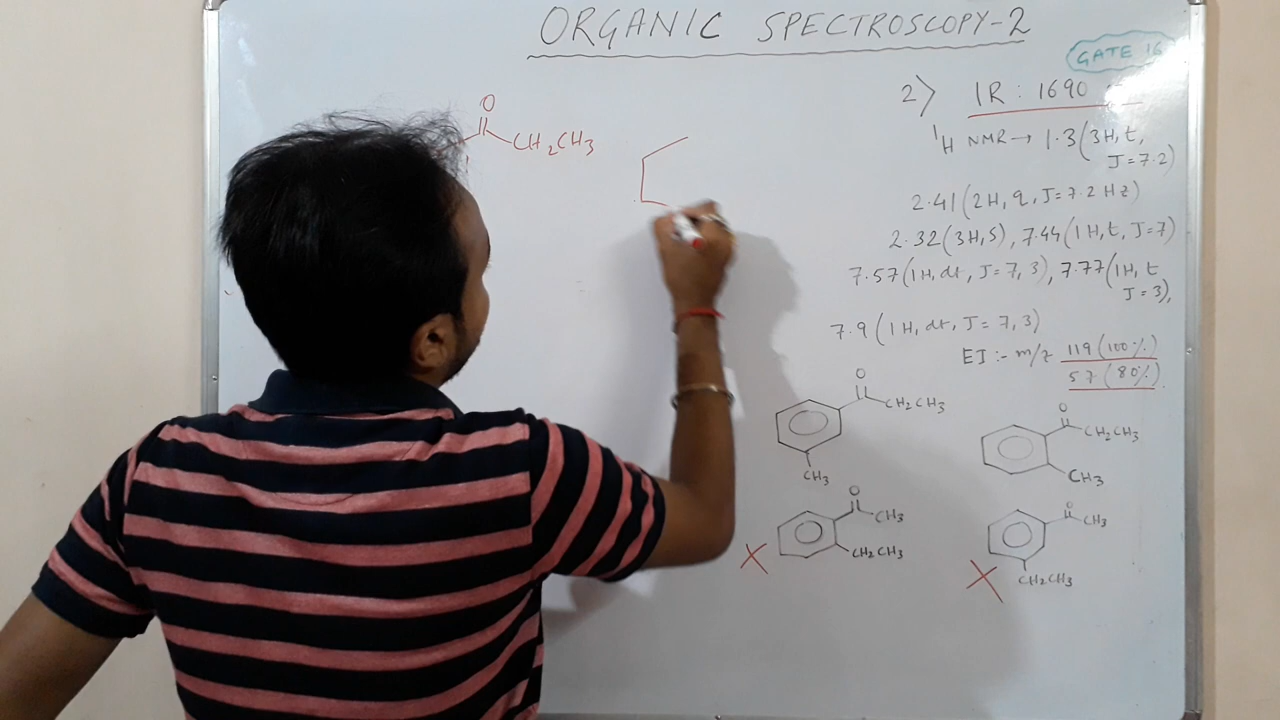 ORGANIC SPECTROSCOPY-2
GATE 16
2) IR : 1690
¹H NMR → 1.3 (3H, t,
J = 7.2)
2.41 (2H, q, J = 7.2 Hz)
2.32 (3H, S), 7.44 (1H, t, J = 7)
7.57 (1H, dt, J = 7, 3), 7.77 (1H, t
J = 3),
7.9 (1H, dt, J = 7, 3)
EI :- m/z 119 (100%)
57 (80%).
O
CH2CH3
O
CH2CH3
CH3
O
CH2CH3
CH3
O
CH3
CH2CH3
O
CH3
CH2CH3